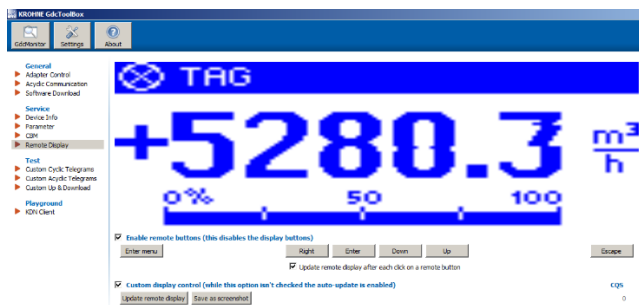 KROHNE GdcToolBox
GdcMonitor Settings About
General
Adapter Control
Acydic Communication
Software Download
Service
Device Info
Parameter
CBM
Remote Display
Test
Custom Cyclic Telegrams
Custom Acydic Telegrams
Custom Up & Download
Playground
KDN Client
TAG
+5280.3 m³/h
0% 50 100
Enable remote buttons (this disables the display buttons)
Enter menu Right Enter Down Up Escape
Update remote display after each click on a remote button
Custom display control (while this option isn't checked the auto-update is enabled) CQS
Update remote display Save as screenshot 0